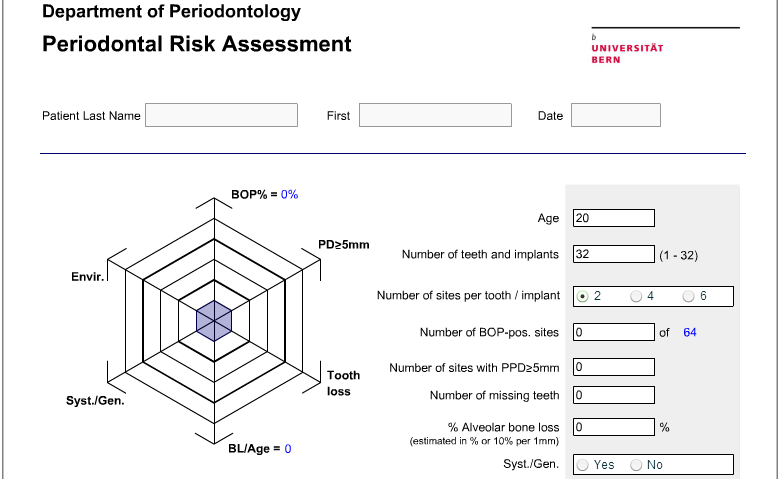 Department of Periodontology
Periodontal Risk Assessment
b
UNIVERSITÄT
BERN
Patient Last Name First Date
BOP% = 0%
PD≥5mm
Envir.
Tooth
loss
Syst./Gen.
BL/Age = 0
Age 20
Number of teeth and implants 32 (1 - 32)
Number of sites per tooth / implant 2 4 6
Number of BOP-pos. sites 0 of 64
Number of sites with PPD≥5mm 0
Number of missing teeth 0
% Alveolar bone loss 0 %
(estimated in % or 10% per 1mm)
Syst./Gen. Yes No